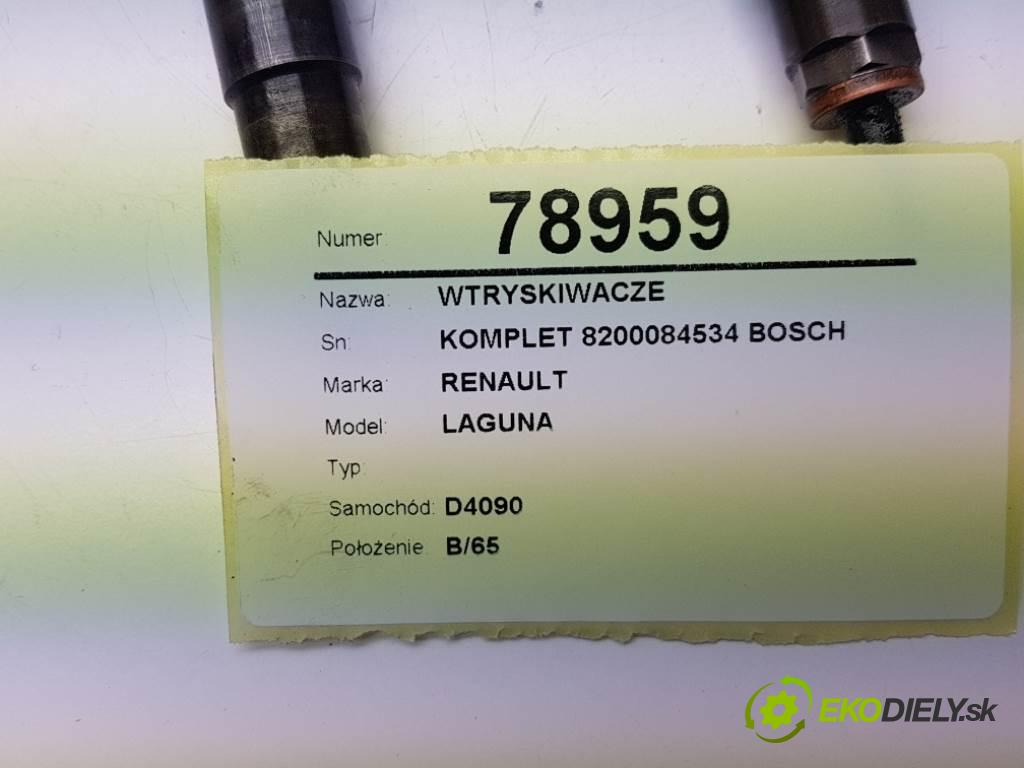 Numer: 78959
Nazwa: WTRYSKIWACZE
Sn: KOMPLET 8200084534 BOSCH
Marka: RENAULT
Model: LAGUNA
Typ:
Samochód: D4090
Położenie B/65
EKODIELY.sk